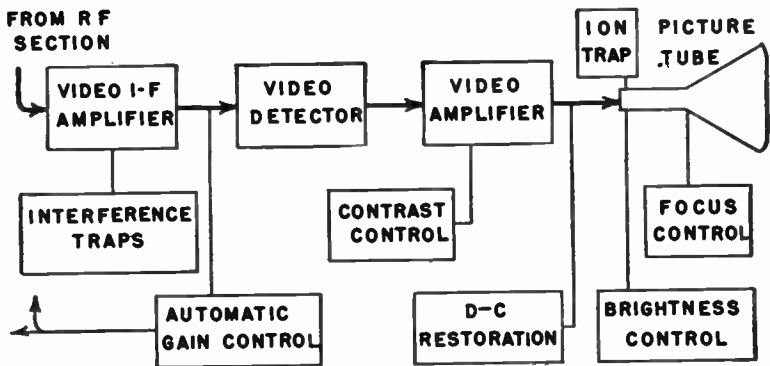 FROM RF
SECTION
VIDEO I-F
AMPLIFIER
VIDEO
DETECTOR
VIDEO
AMPLIFIER
ION
TRAP
PICTURE
TUBE
INTERFERENCE
TRAPS
CONTRAST
CONTROL
FOCUS
CONTROL
AUTOMATIC
GAIN CONTROL
D-C
RESTORATION
BRIGHTNESS
CONTROL